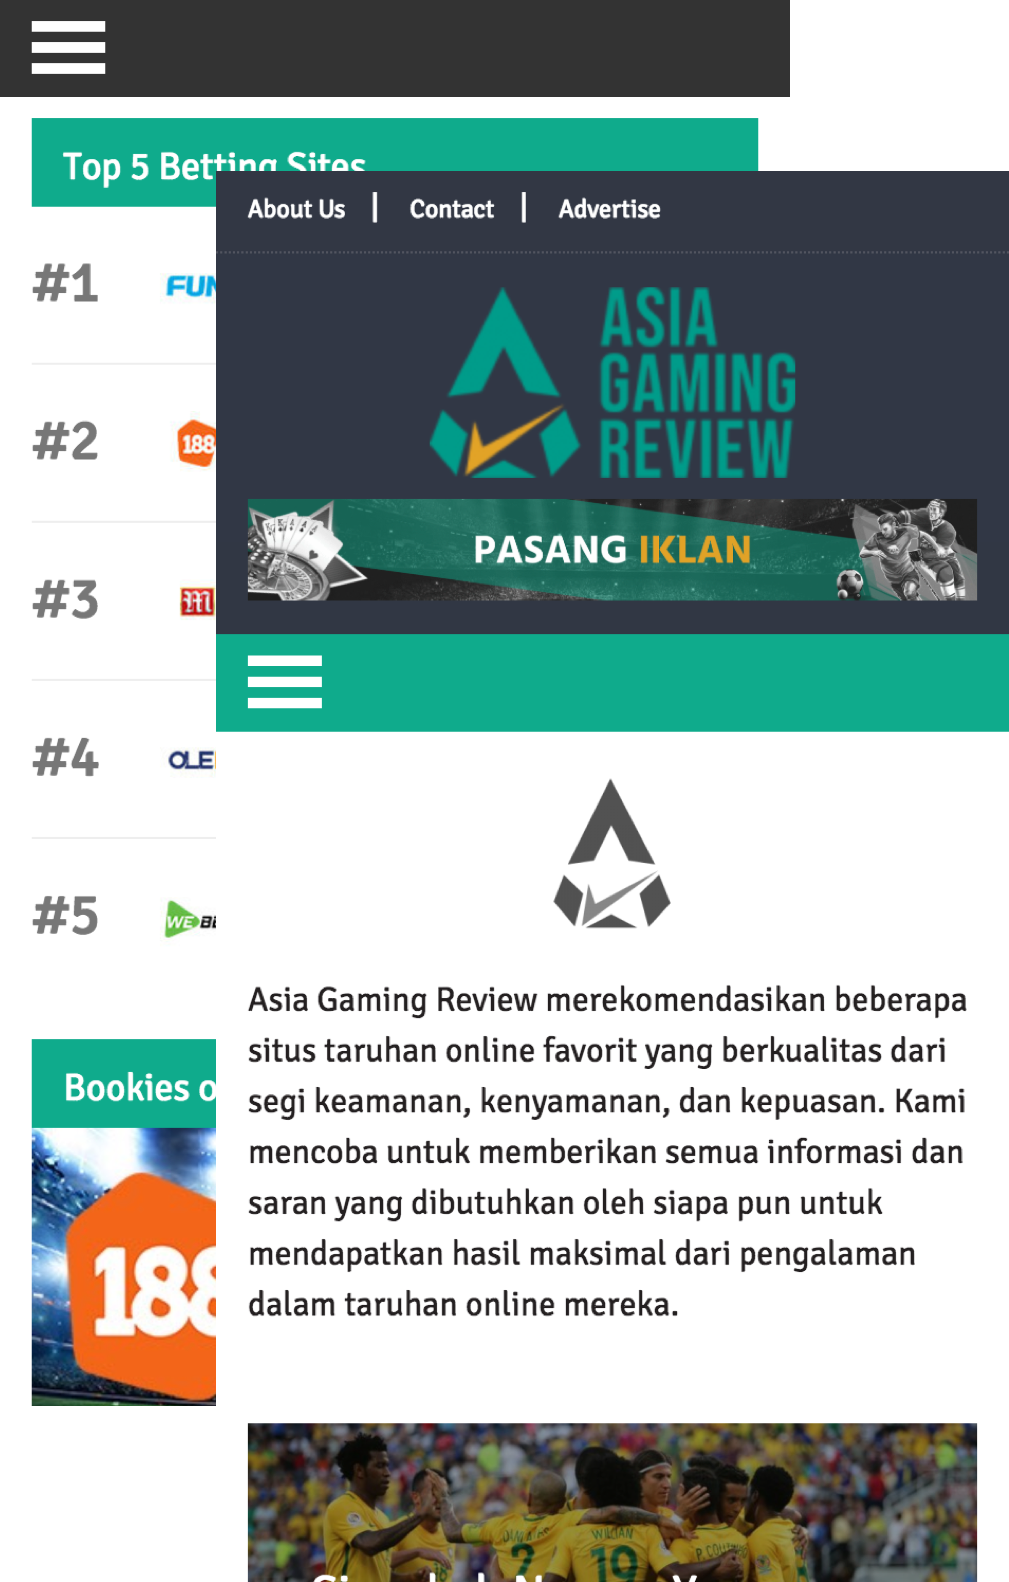 Top 5 Betting Sites
#1
FUN
#2
188
#3
M
#4
OLE
#5
WE BE
Bookies o
188
About Us
Contact
Advertise
ASIA
GAMING
REVIEW
PASANG IKLAN
Asia Gaming Review merekomendasikan beberapa
situs taruhan online favorit yang berkualitas dari
segi keamanan, kenyamanan, dan kepuasan. Kami
mencoba untuk memberikan semua informasi dan
saran yang dibutuhkan oleh siapa pun untuk
mendapatkan hasil maksimal dari pengalaman
dalam taruhan online mereka.
WILLIAN
2
19